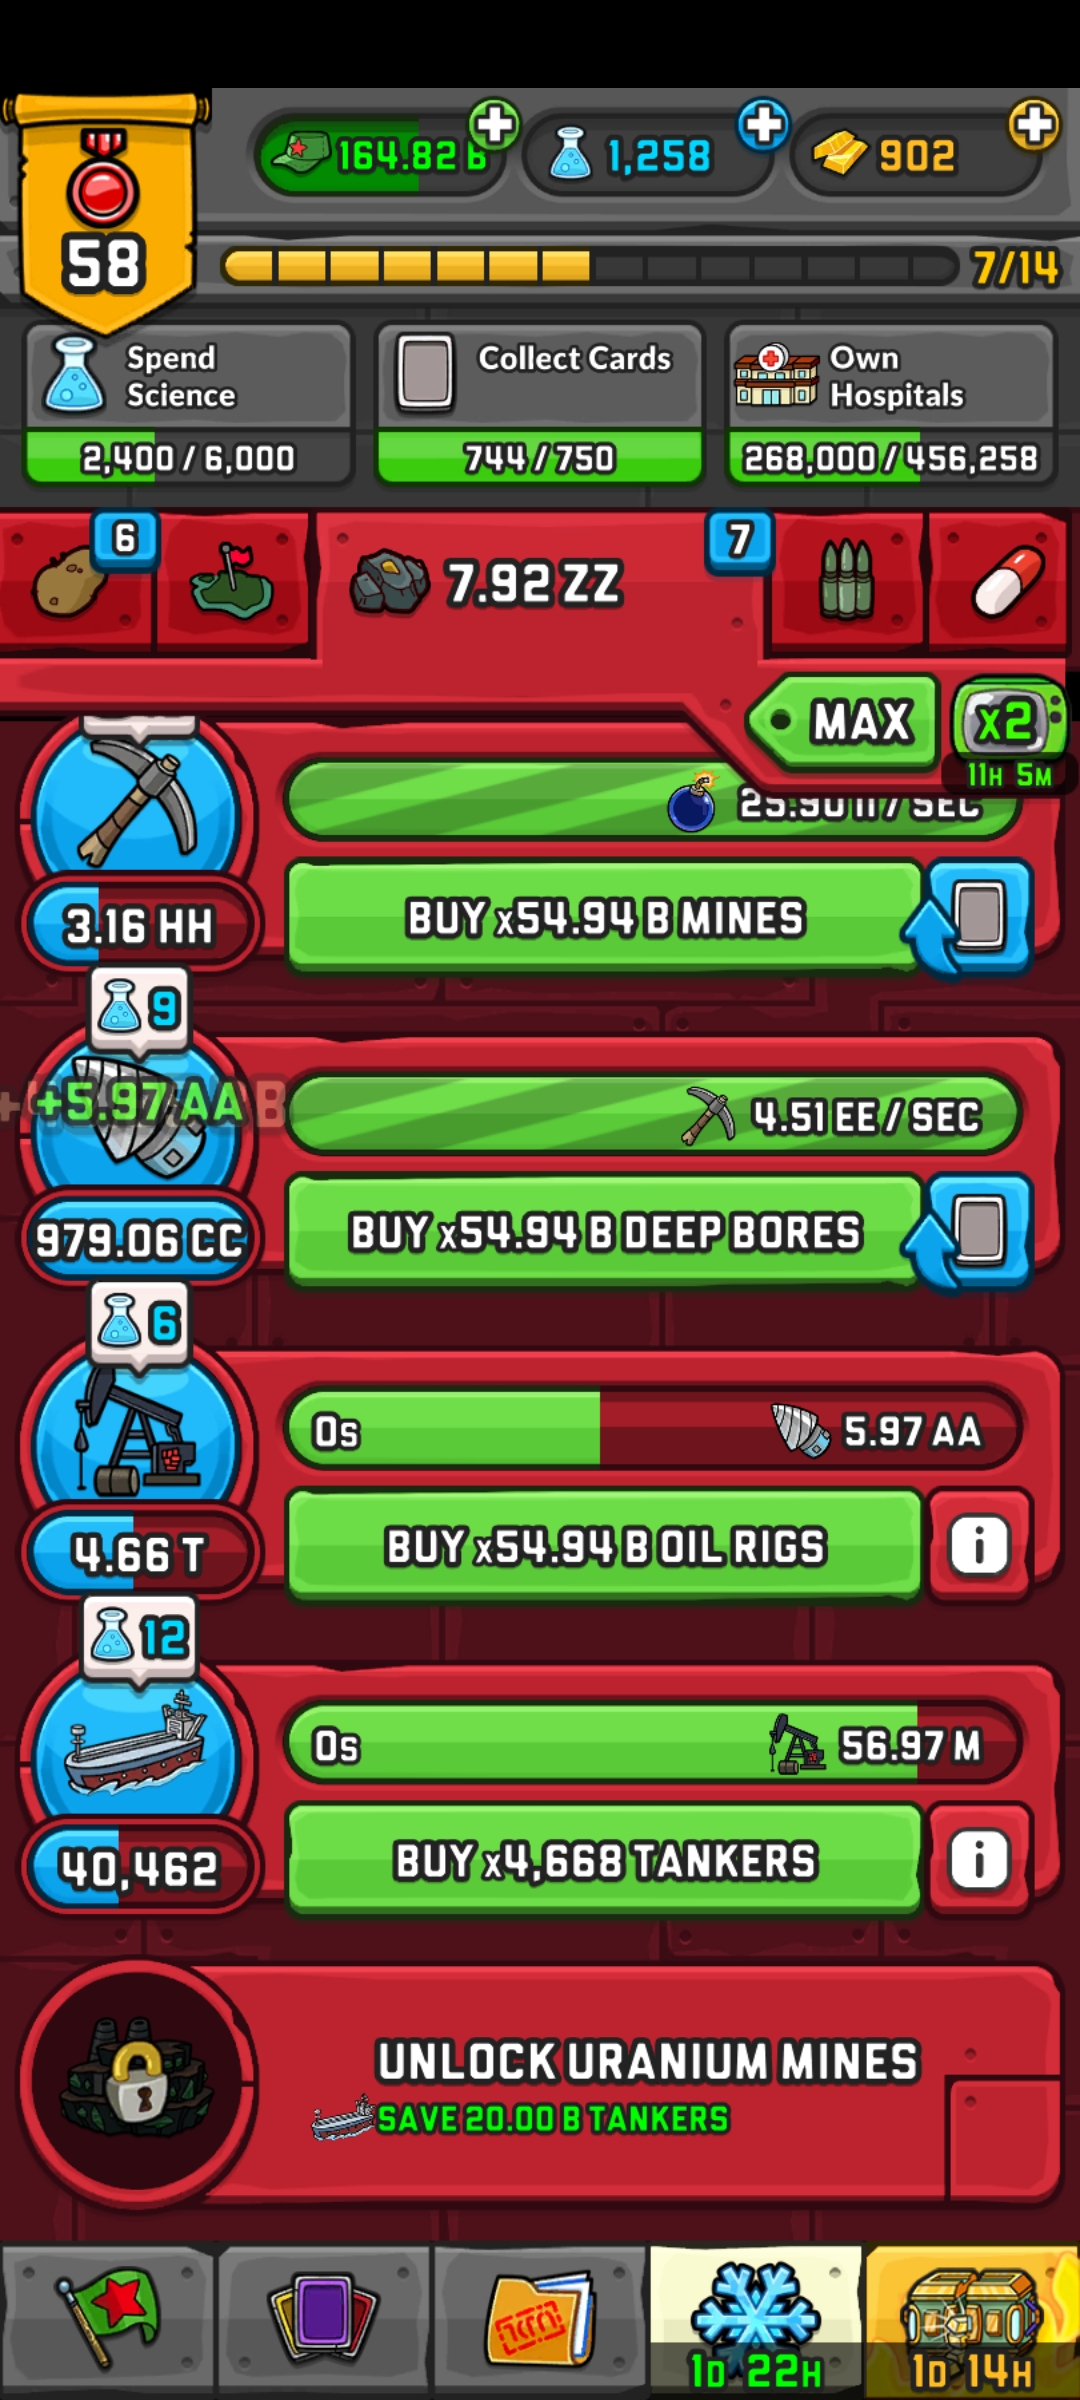 58
164.82 B
1,258
902
7/14
Spend
Science
2,400 / 6,000
Collect Cards
744 / 750
Own
Hospitals
268,000 / 456,258
6
7.92 ZZ
7
MAX
x2
11H 5M
3.16 HH
BUY x54.94 B MINES
9
+5.97 AA
4.51 EE / SEC
979.06 CC
BUY x54.94 B DEEP BORES
6
0s
5.97 AA
4.66 T
BUY x54.94 B OIL RIGS
i
12
0s
56.97 M
40,462
BUY x4,668 TANKERS
i
UNLOCK URANIUM MINES
SAVE 20.00 B TANKERS
1D 22H
1D 14H